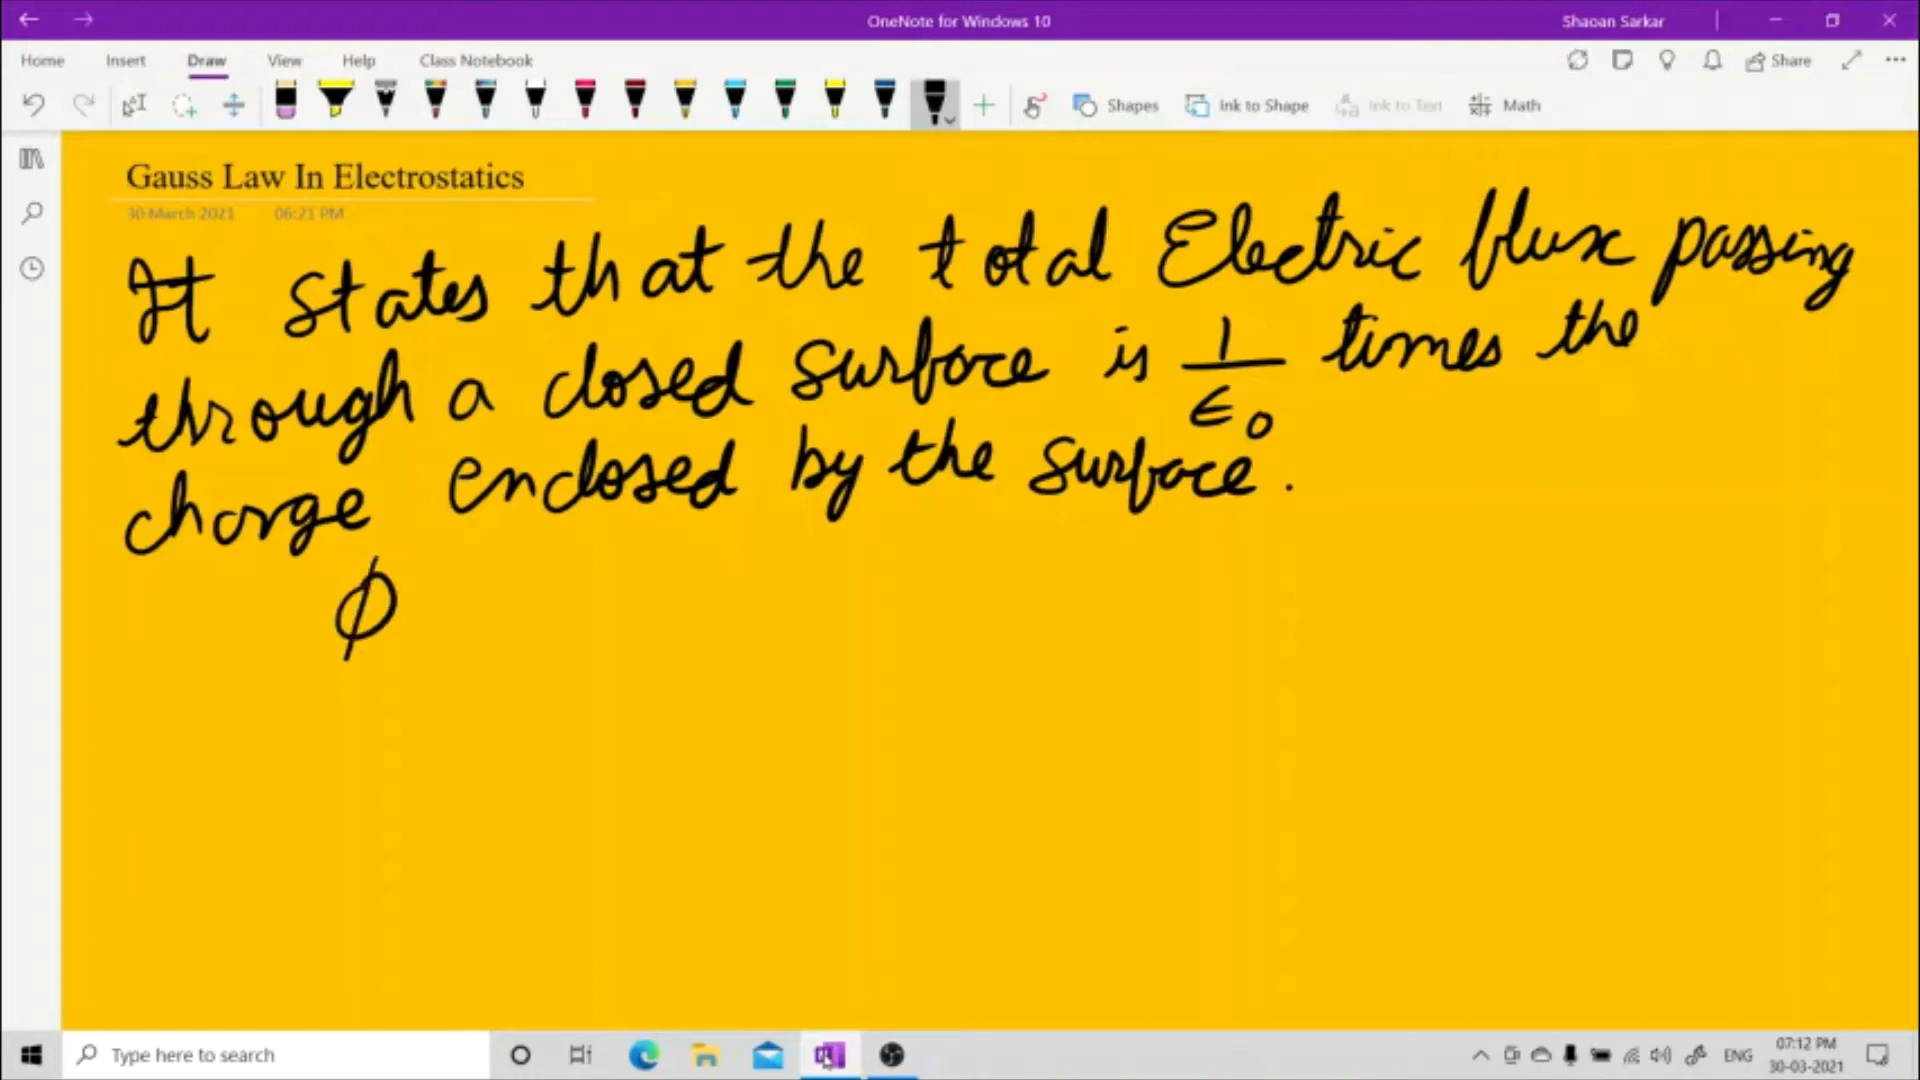 OneNote for Windows 10
Shaoan Sarkar
Home Insert Draw View Help Class Notebook
Share
Shapes Ink to Shape Ink to Text Math
Gauss Law In Electrostatics
30 March 2021 06:21 PM
It states that the total Electric flux passing
through a closed surface is 1/ϵ0 times the
charge enclosed by the surface.
ϕ
Type here to search
ENG
07:12 PM
30-03-2021